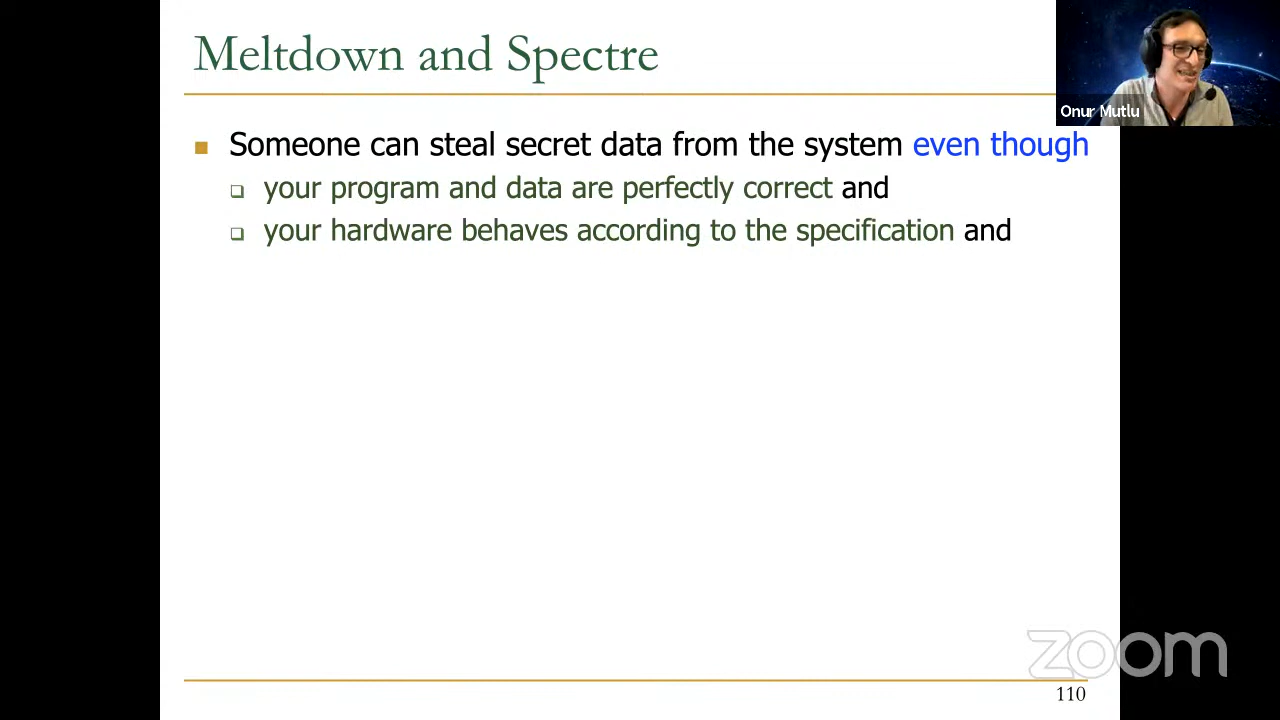 Meltdown and Spectre
Onur Mutlu
Someone can steal secret data from the system even though
your program and data are perfectly correct and
your hardware behaves according to the specification and
zoom
110